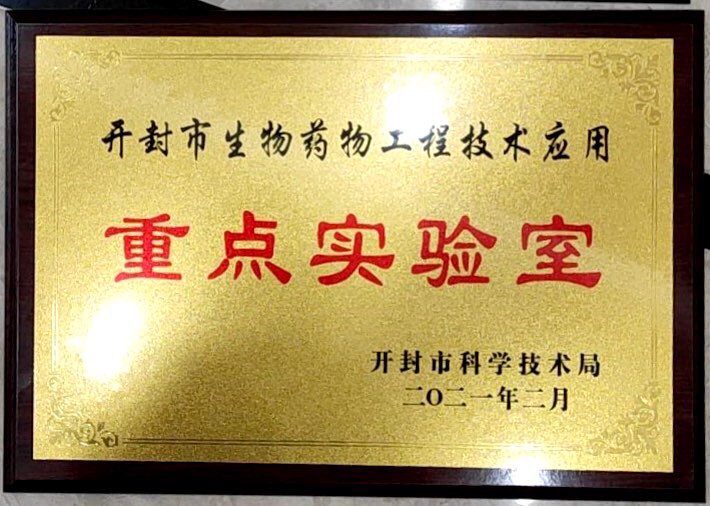 开封市生物药物工程技术应用
重点实验室
开封市科学技术局
二〇二一年二月